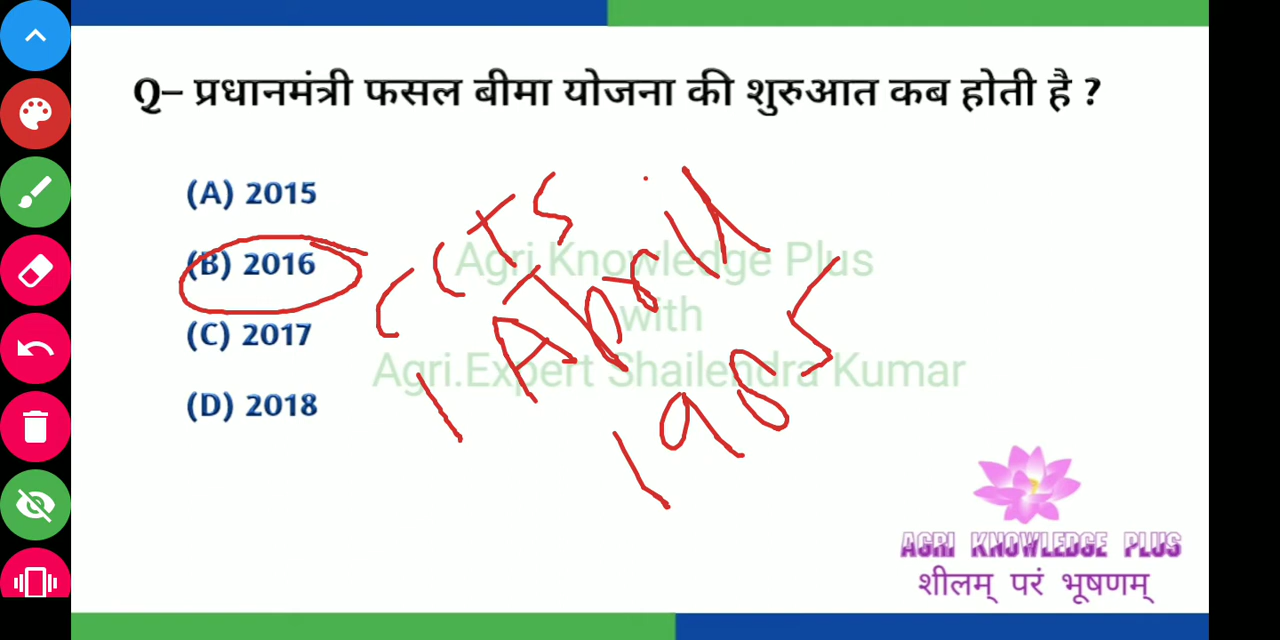 Q– प्रधानमंत्री फसल बीमा योजना की शुरुआत कब होती है ?
(A) 2015
(B) 2016
(C) 2017
(D) 2018
CCIS
1 April
1985
Agri Knowledge Plus
with
Agri.Expert Shailendra Kumar
AGRI KNOWLEDGE PLUS
शीलम् परं भूषणम्